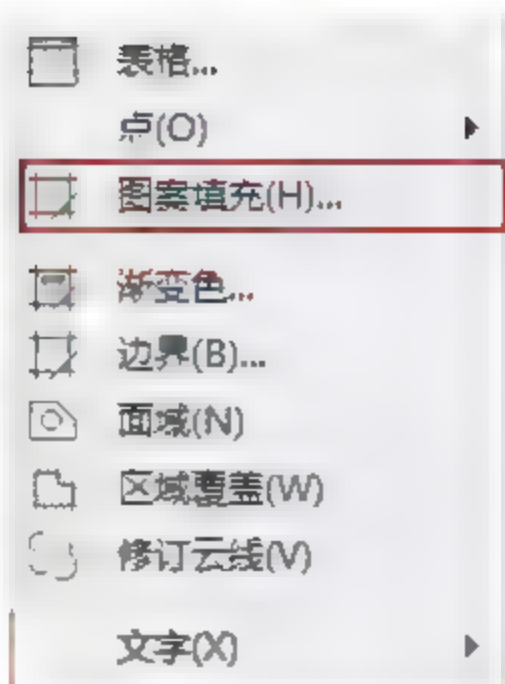 表格...
点(O)
图案填充(H)...
渐变色...
边界(B)...
面域(N)
区域覆盖(W)
修订云线(V)
文字(X)